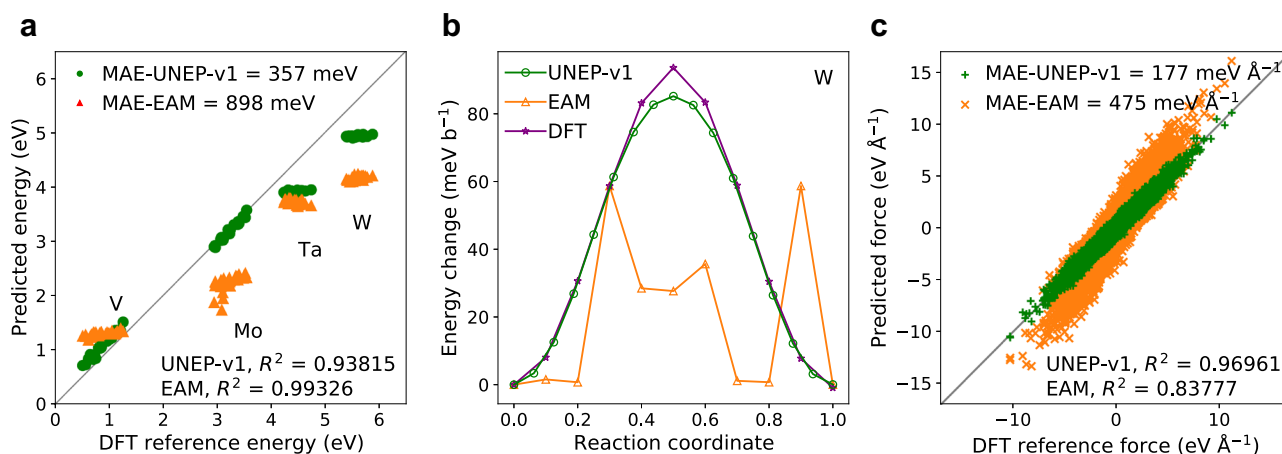 a
MAE-UNEP-v1 = 357 meV
MAE-EAM = 898 meV
V
Mo
Ta
W
UNEP-v1, R² = 0.93815
EAM, R² = 0.99326
Predicted energy (eV)
6
5
4
3
2
1
0
0 1 2 3 4 5 6
DFT reference energy (eV)
b
UNEP-v1
EAM
DFT
W
Energy change (meV b⁻¹)
80
60
40
20
0
0.0 0.2 0.4 0.6 0.8 1.0
Reaction coordinate
c
MAE-UNEP-v1 = 177 meV Å⁻¹
MAE-EAM = 475 meV Å⁻¹
UNEP-v1, R² = 0.96961
EAM, R² = 0.83777
Predicted force (eV Å⁻¹)
15
10
5
0
−5
−10
−15
−10 0 10
DFT reference force (eV Å⁻¹)